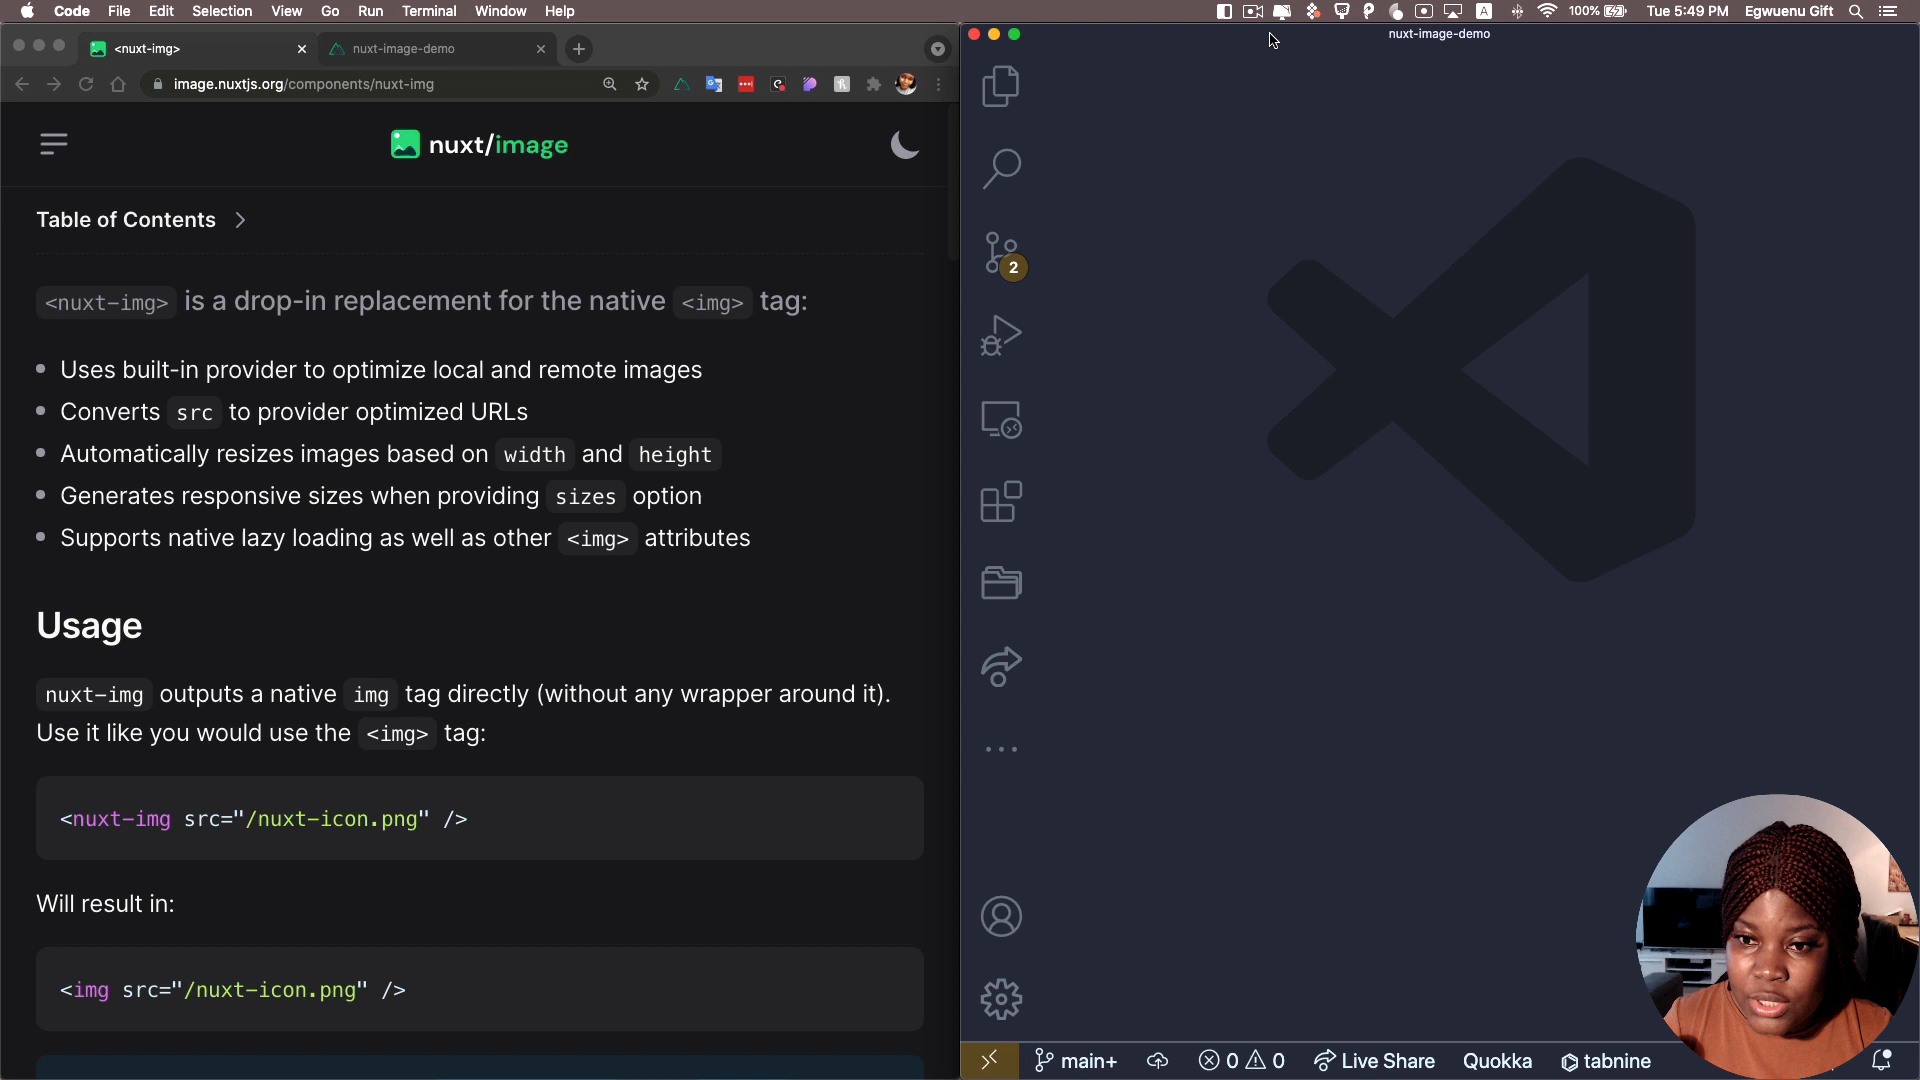 Code File Edit Selection View Go Run Terminal Window Help
100% Tue 5:49 PM Egwuenu Gift
<nuxt-img>
nuxt-image-demo
image.nuxtjs.org/components/nuxt-img
nuxt/image
Table of Contents
<nuxt-img> is a drop-in replacement for the native <img> tag:
Uses built-in provider to optimize local and remote images
Converts src to provider optimized URLs
Automatically resizes images based on width and height
Generates responsive sizes when providing sizes option
Supports native lazy loading as well as other <img> attributes
Usage
nuxt-img outputs a native img tag directly (without any wrapper around it).
Use it like you would use the <img> tag:
<nuxt-img src="/nuxt-icon.png" />
Will result in:
<img src="/nuxt-icon.png" />
nuxt-image-demo
2
main+ 0 0 Live Share Quokka tabnine